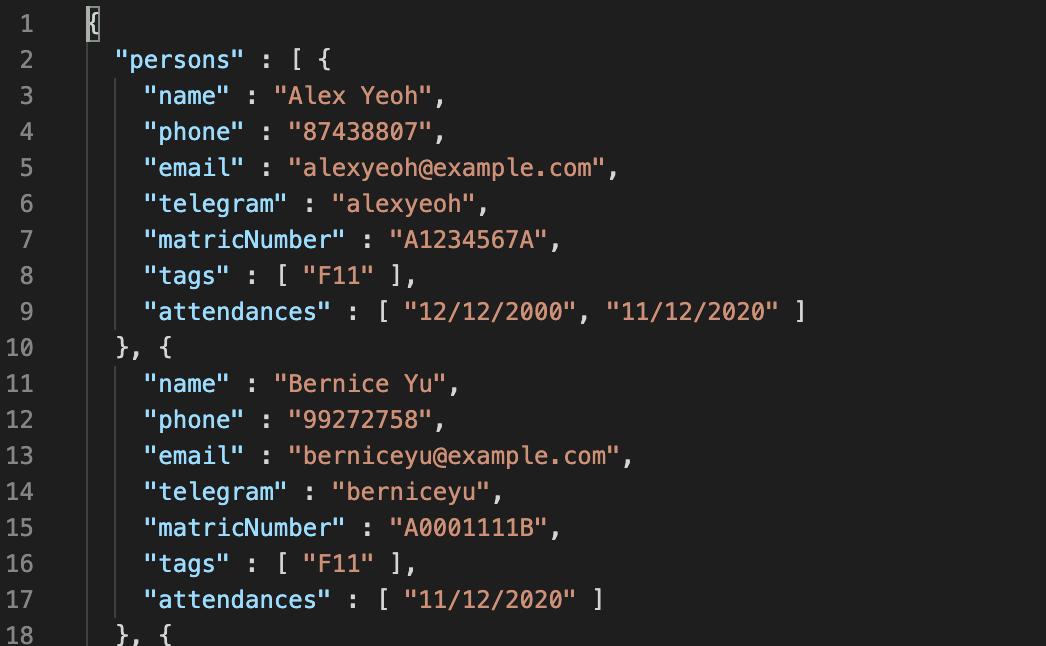 1 {
2 "persons" : [ {
3 "name" : "Alex Yeoh",
4 "phone" : "87438807",
5 "email" : "alexyeoh@example.com",
6 "telegram" : "alexyeoh",
7 "matricNumber" : "A1234567A",
8 "tags" : [ "F11" ],
9 "attendances" : [ "12/12/2000", "11/12/2020" ]
10 }, {
11 "name" : "Bernice Yu",
12 "phone" : "99272758",
13 "email" : "berniceyu@example.com",
14 "telegram" : "berniceyu",
15 "matricNumber" : "A0001111B",
16 "tags" : [ "F11" ],
17 "attendances" : [ "11/12/2020" ]
18 }, {